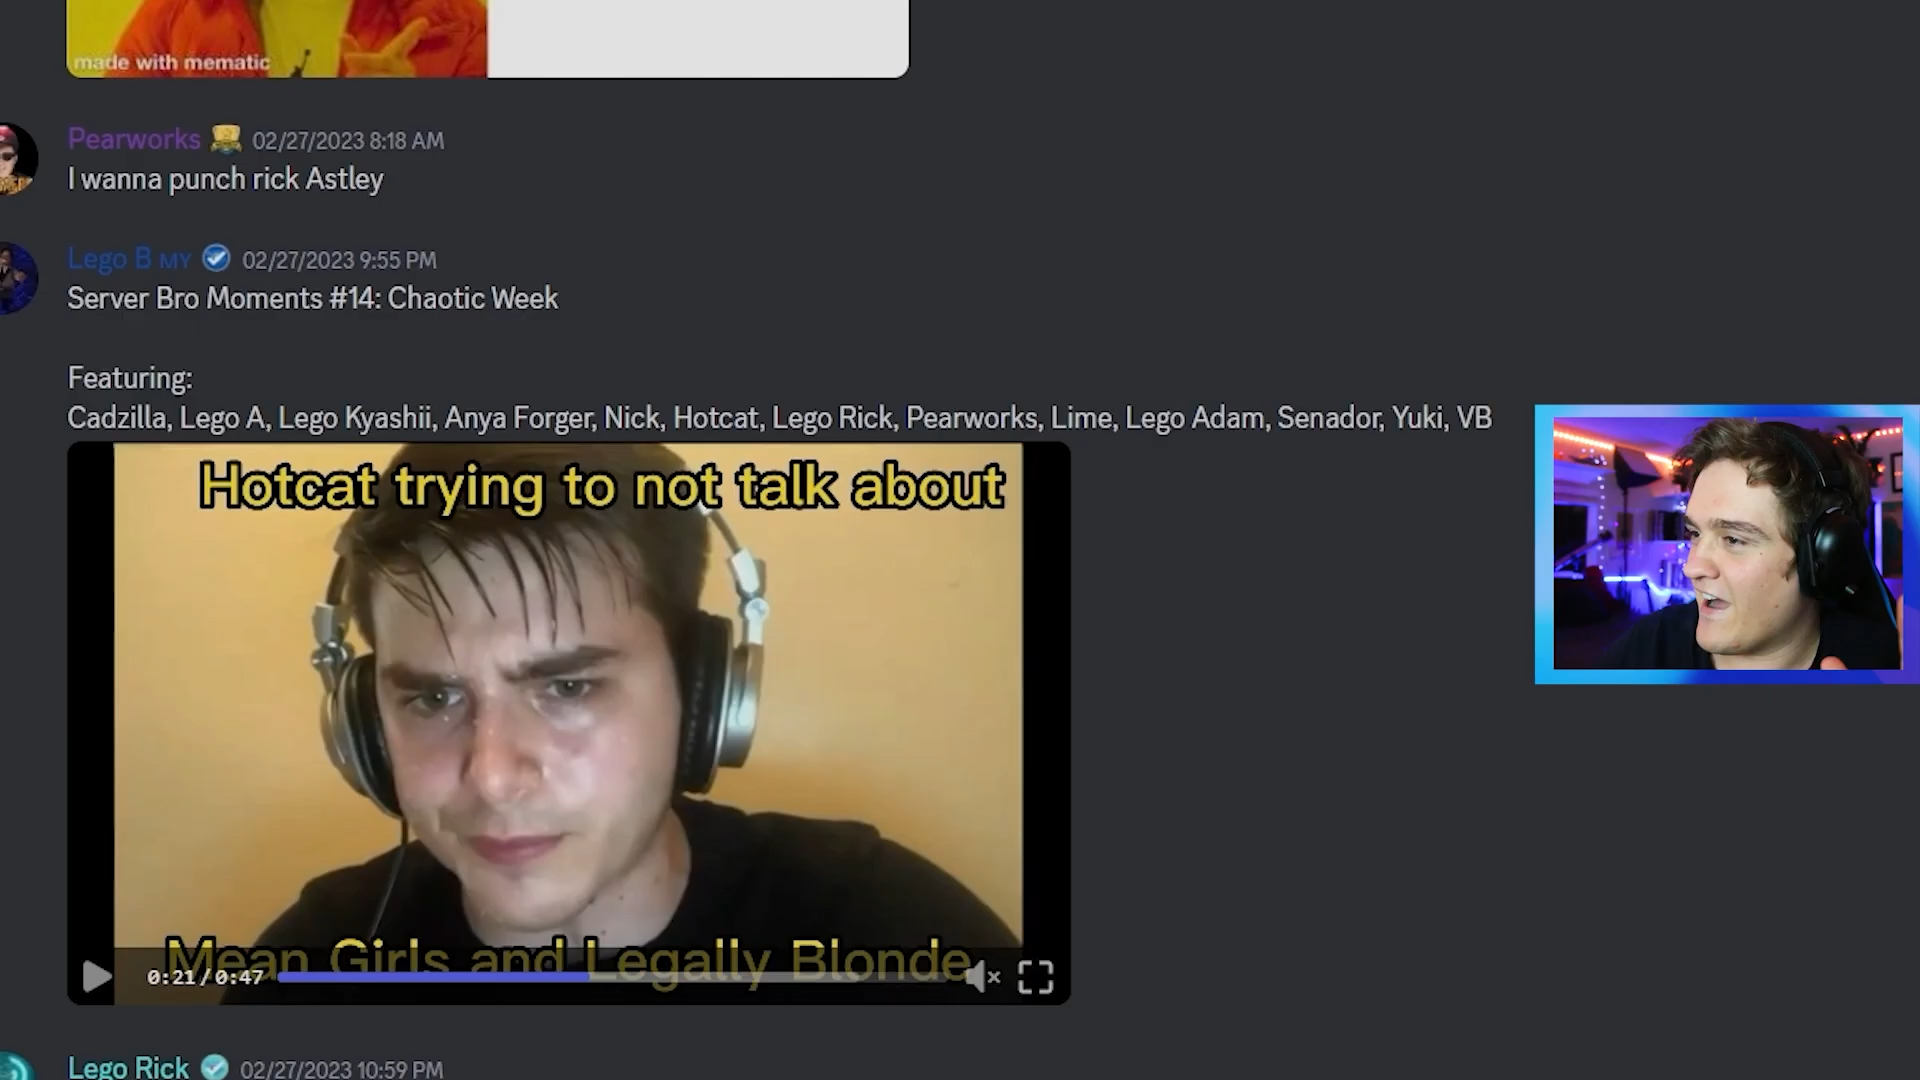 made with mematic
Pearworks 02/27/2023 8:18 AM
I wanna punch rick Astley
Lego B MY 02/27/2023 9:55 PM
Server Bro Moments #14: Chaotic Week
Featuring:
Cadzilla, Lego A, Lego Kyashii, Anya Forger, Nick, Hotcat, Lego Rick, Pearworks, Lime, Lego Adam, Senador, Yuki, VB
Hotcat trying to not talk about
Mean Girls and Legally Blonde
0:21/0:47
Lego Rick 02/27/2023 10:59 PM